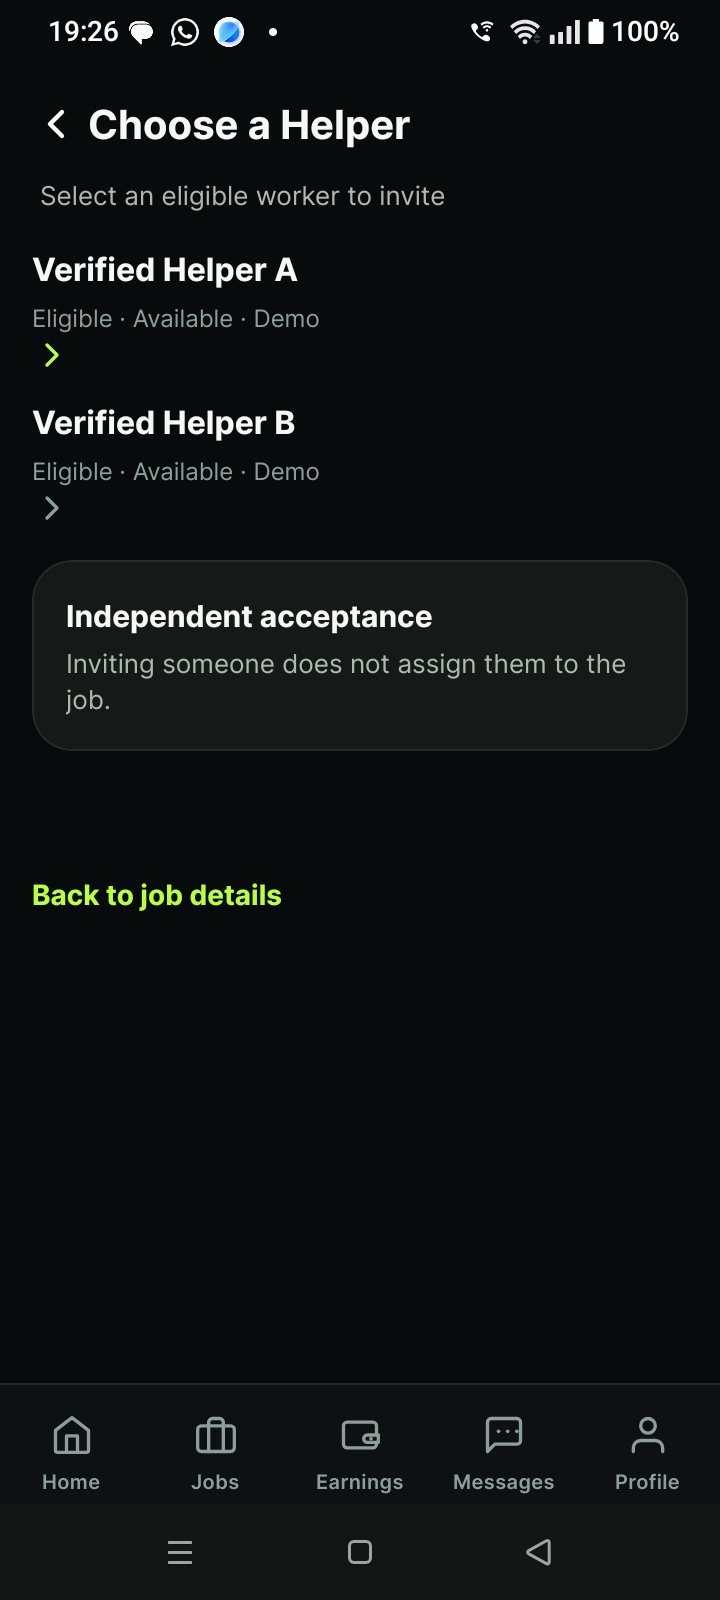 19:26
100%
Choose a Helper
Select an eligible worker to invite
Verified Helper A
Eligible · Available · Demo
Verified Helper B
Eligible · Available · Demo
Independent acceptance
Inviting someone does not assign them to the
job.
Back to job details
Home
Jobs
Earnings
Messages
Profile